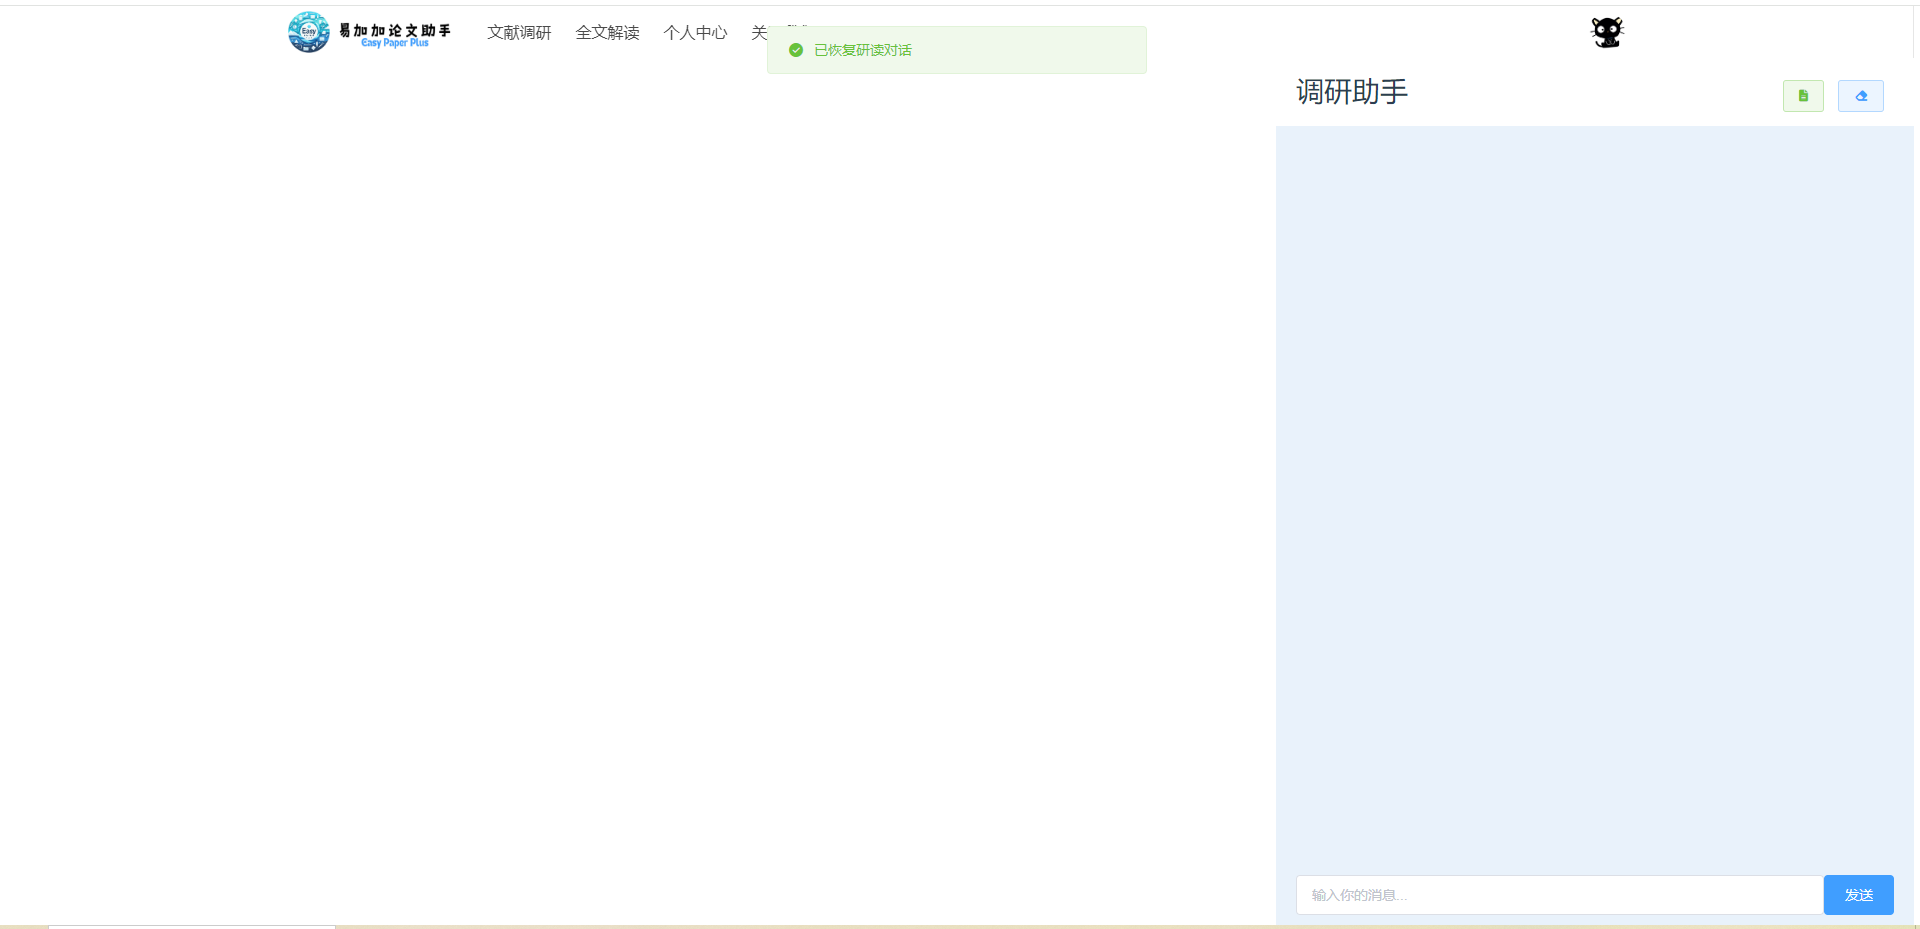 Easy
易加加论文助手
Easy Paper Plus
文献调研
全文解读
个人中心
关
已恢复研读对话
调研助手
输入你的消息...
发送